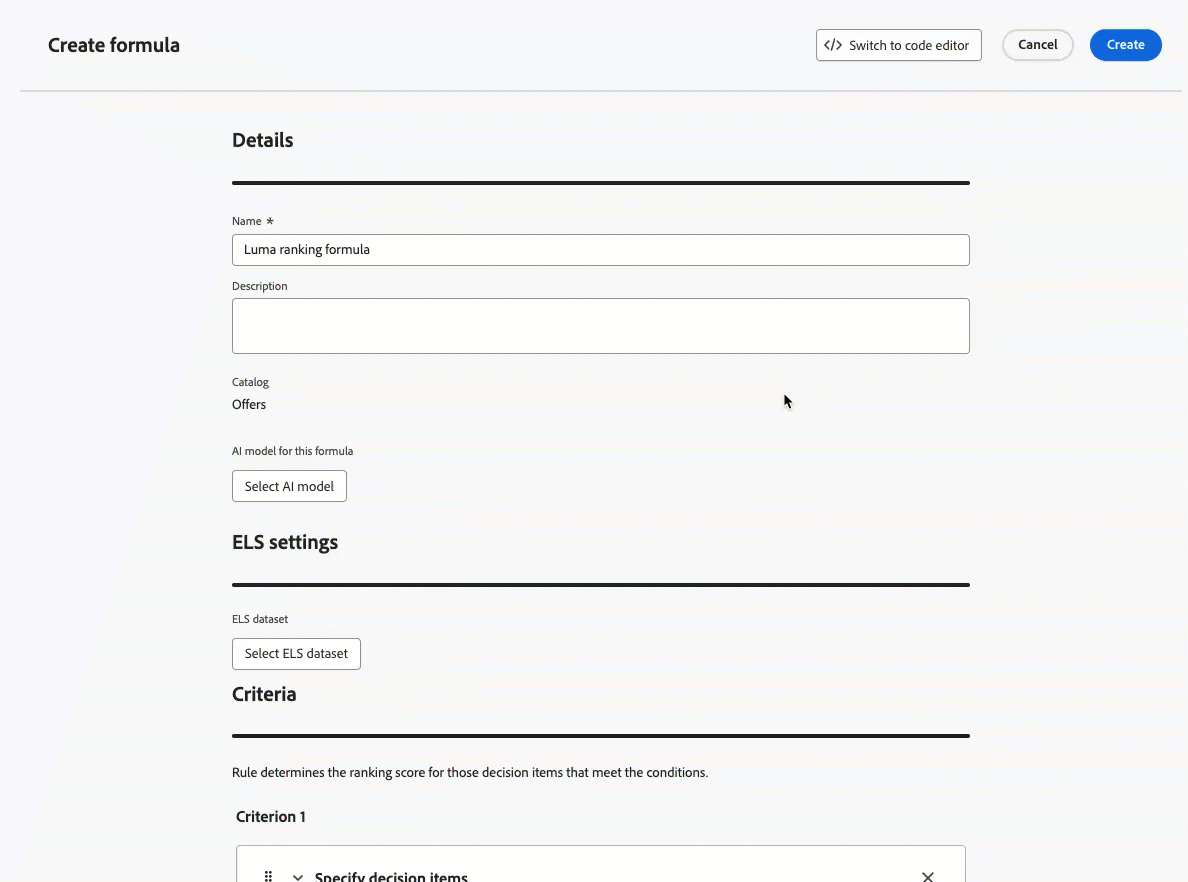 Create formula
</> Switch to code editor
Cancel
Create
Details
Name *
Luma ranking formula
Description
Catalog
Offers
AI model for this formula
Select AI model
ELS settings
ELS dataset
Select ELS dataset
Criteria
Rule determines the ranking score for those decision items that meet the conditions.
Criterion 1
Specify decision items